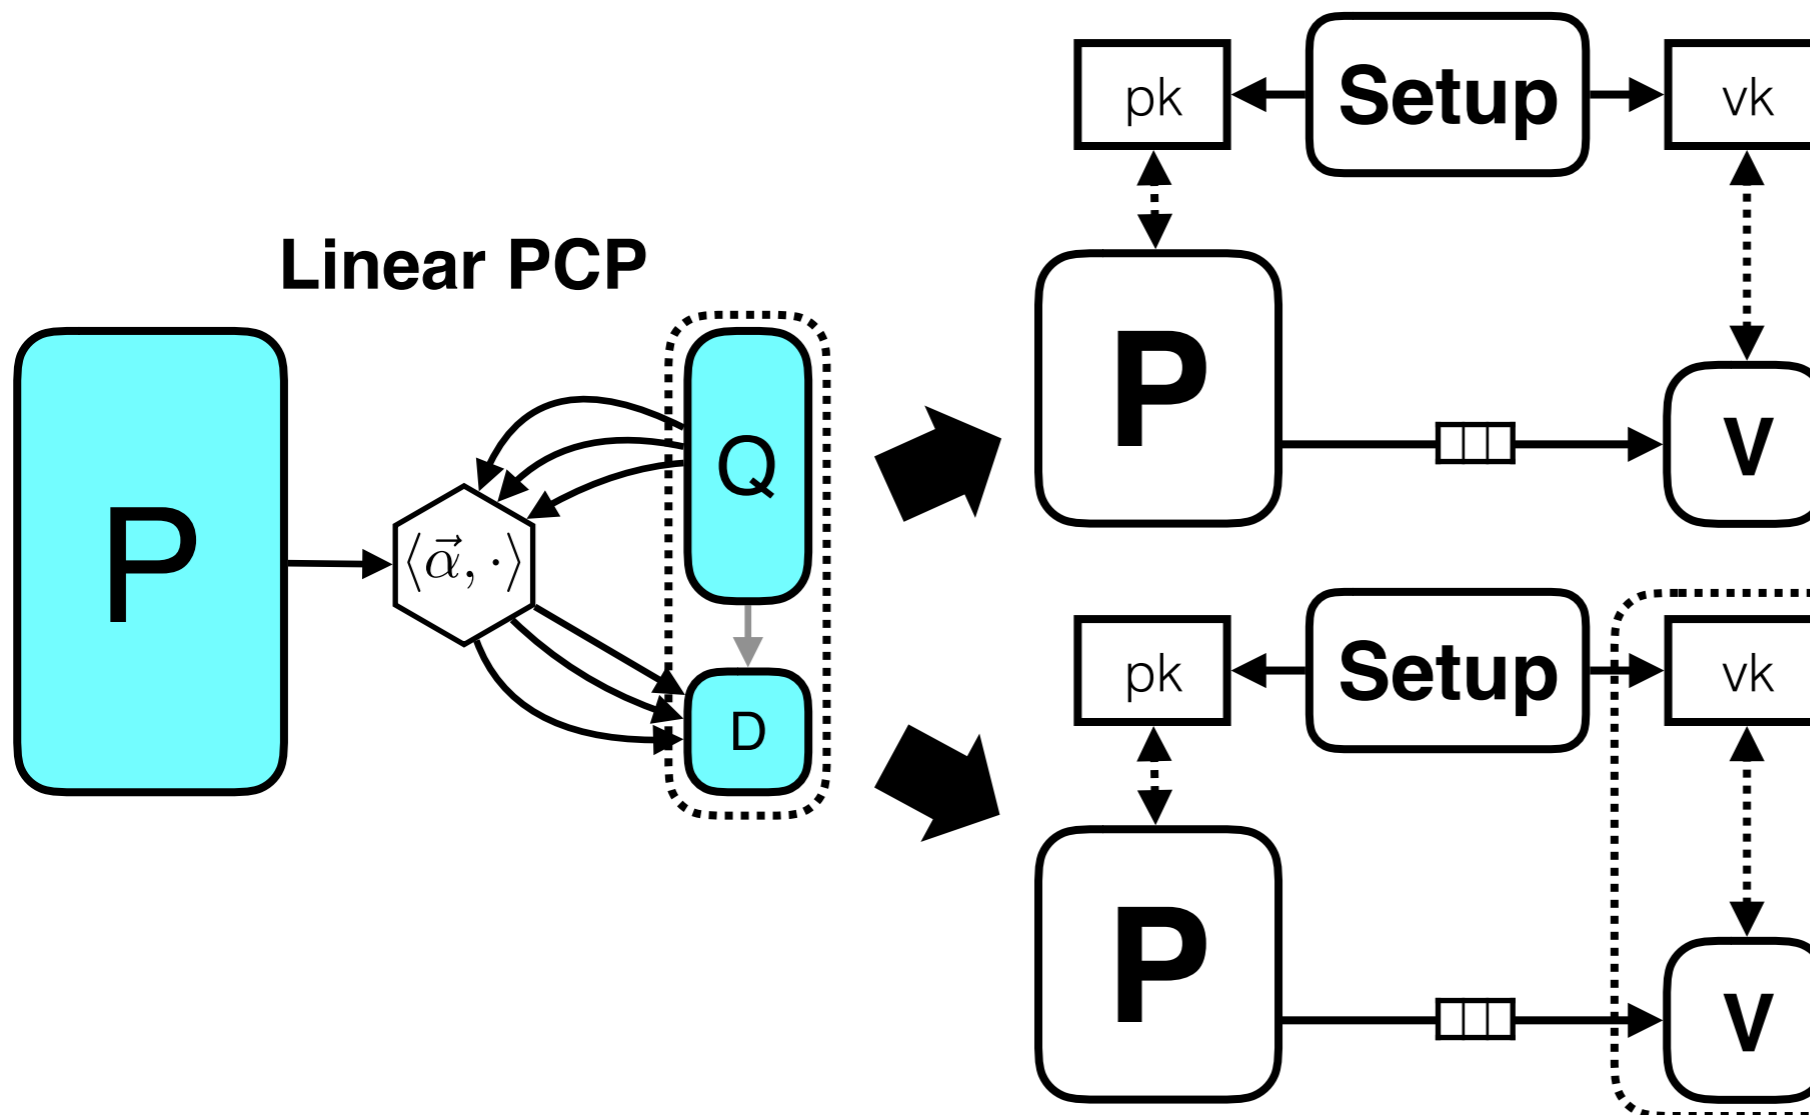 Linear PCP
P
⟨α⃗, ·⟩
Q
D
pk
Setup
vk
P
V
pk
Setup
vk
P
V